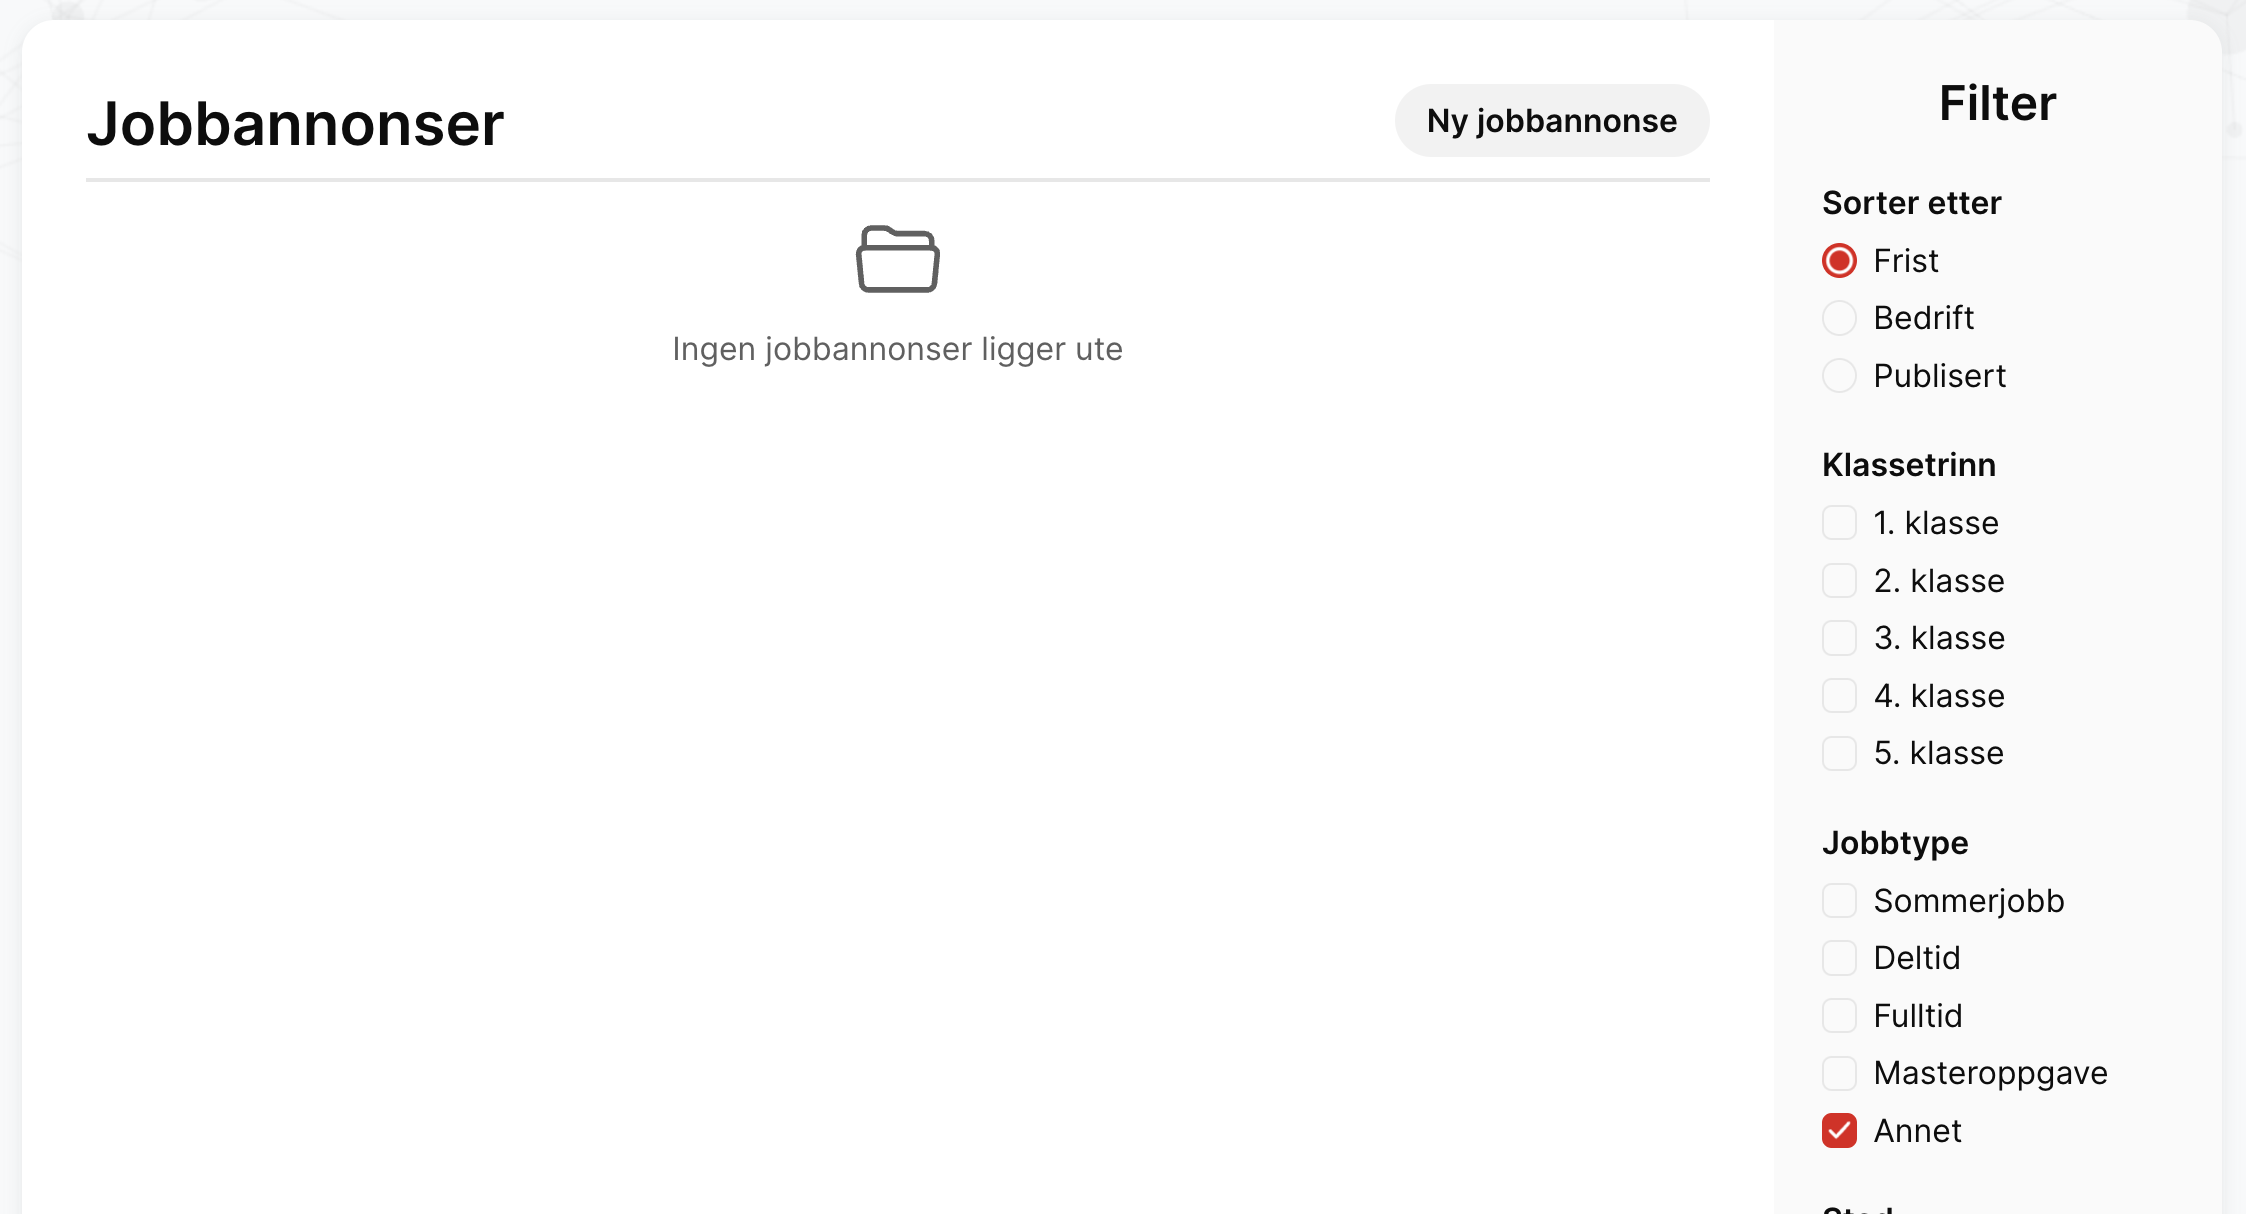 Jobbannonser
Ny jobbannonse
Ingen jobbannonser ligger ute
Filter
Sorter etter
Frist
Bedrift
Publisert
Klassetrinn
1. klasse
2. klasse
3. klasse
4. klasse
5. klasse
Jobbtype
Sommerjobb
Deltid
Fulltid
Masteroppgave
Annet